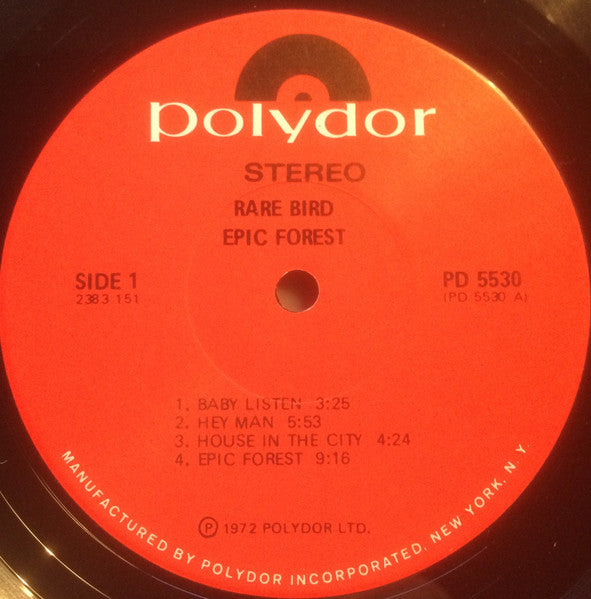 polydor
STEREO
RARE BIRD
EPIC FOREST
SIDE 1
2383 151
PD 5530
(PD 5530 A)
1. BABY LISTEN 3:25
2. HEY MAN 5:53
3. HOUSE IN THE CITY 4:24
4. EPIC FOREST 9:16
Ⓟ 1972 POLYDOR LTD.
MANUFACTURED BY POLYDOR INCORPORATED, NEW YORK, N.Y.